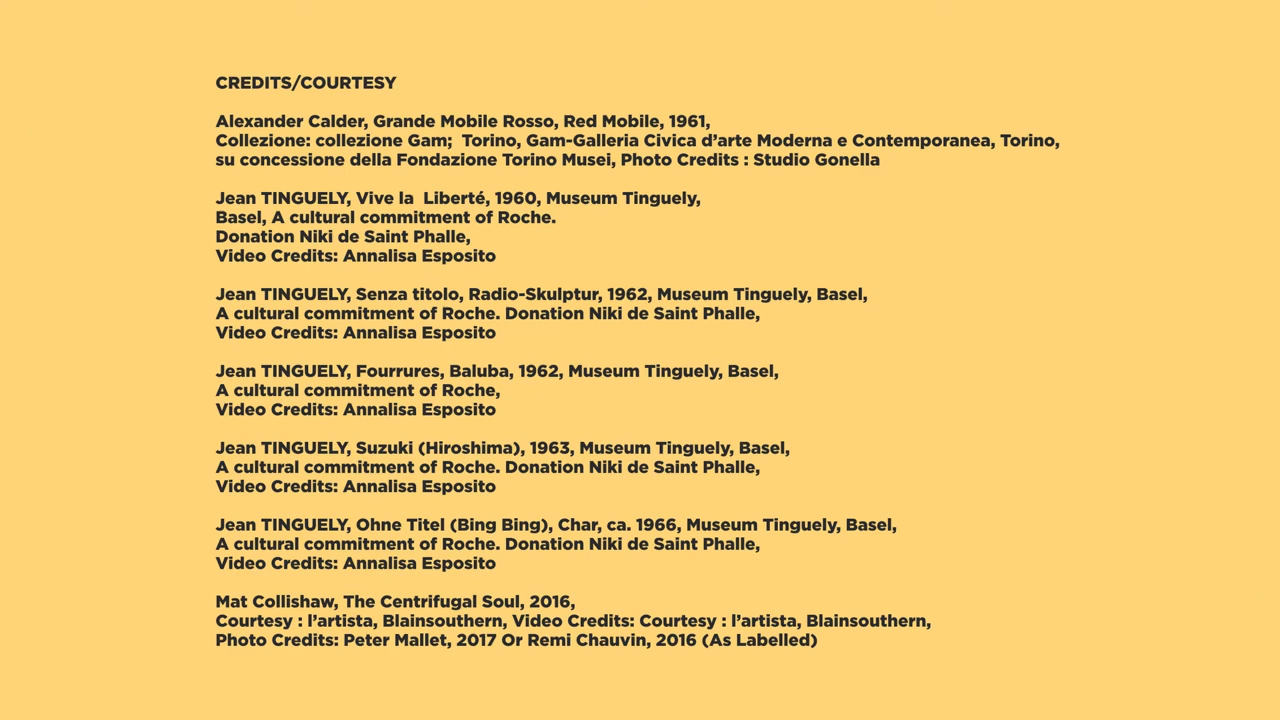 CREDITS/COURTESY
Alexander Calder, Grande Mobile Rosso, Red Mobile, 1961,
Collezione: collezione Gam;  Torino, Gam-Galleria Civica d’arte Moderna e Contemporanea, Torino,
su concessione della Fondazione Torino Musei, Photo Credits : Studio Gonella
Jean TINGUELY, Vive la  Liberté, 1960, Museum Tinguely,
Basel, A cultural commitment of Roche.
Donation Niki de Saint Phalle,
Video Credits: Annalisa Esposito
Jean TINGUELY, Senza titolo, Radio-Skulptur, 1962, Museum Tinguely, Basel,
A cultural commitment of Roche. Donation Niki de Saint Phalle,
Video Credits: Annalisa Esposito
Jean TINGUELY, Fourrures, Baluba, 1962, Museum Tinguely, Basel,
A cultural commitment of Roche,
Video Credits: Annalisa Esposito
Jean TINGUELY, Suzuki (Hiroshima), 1963, Museum Tinguely, Basel,
A cultural commitment of Roche. Donation Niki de Saint Phalle,
Video Credits: Annalisa Esposito
Jean TINGUELY, Ohne Titel (Bing Bing), Char, ca. 1966, Museum Tinguely, Basel,
A cultural commitment of Roche. Donation Niki de Saint Phalle,
Video Credits: Annalisa Esposito
Mat Collishaw, The Centrifugal Soul, 2016,
Courtesy : l’artista, Blainsouthern, Video Credits: Courtesy : l’artista, Blainsouthern,
Photo Credits: Peter Mallet, 2017 Or Remi Chauvin, 2016 (As Labelled)